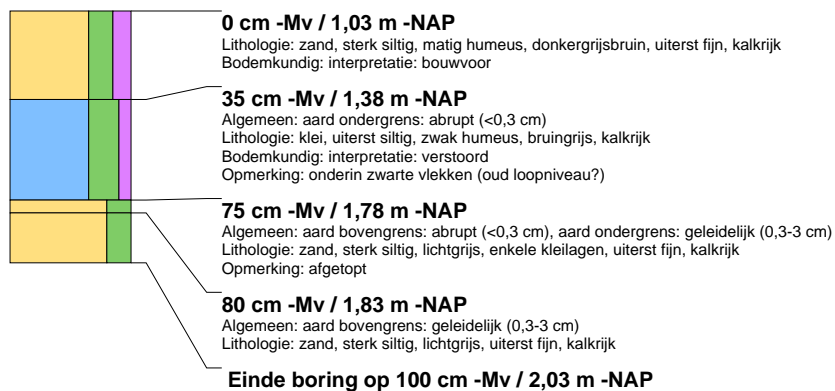 0 cm -Mv / 1,03 m -NAP
Lithologie: zand, sterk siltig, matig humeus, donkergrijsbruin, uiterst fijn, kalkrijk
Bodemkundig: interpretatie: bouwvoor
35 cm -Mv / 1,38 m -NAP
Algemeen: aard ondergrens: abrupt (<0,3 cm)
Lithologie: klei, uiterst siltig, zwak humeus, bruingrijs, kalkrijk
Bodemkundig: interpretatie: verstoord
Opmerking: onderin zwarte vlekken (oud loopniveau?)
75 cm -Mv / 1,78 m -NAP
Algemeen: aard bovengrens: abrupt (<0,3 cm), aard ondergrens: geleidelijk (0,3-3 cm)
Lithologie: zand, sterk siltig, lichtgrijs, enkele kleilagen, uiterst fijn, kalkrijk
Opmerking: afgetopt
80 cm -Mv / 1,83 m -NAP
Algemeen: aard bovengrens: geleidelijk (0,3-3 cm)
Lithologie: zand, sterk siltig, lichtgrijs, uiterst fijn, kalkrijk
Einde boring op 100 cm -Mv / 2,03 m -NAP